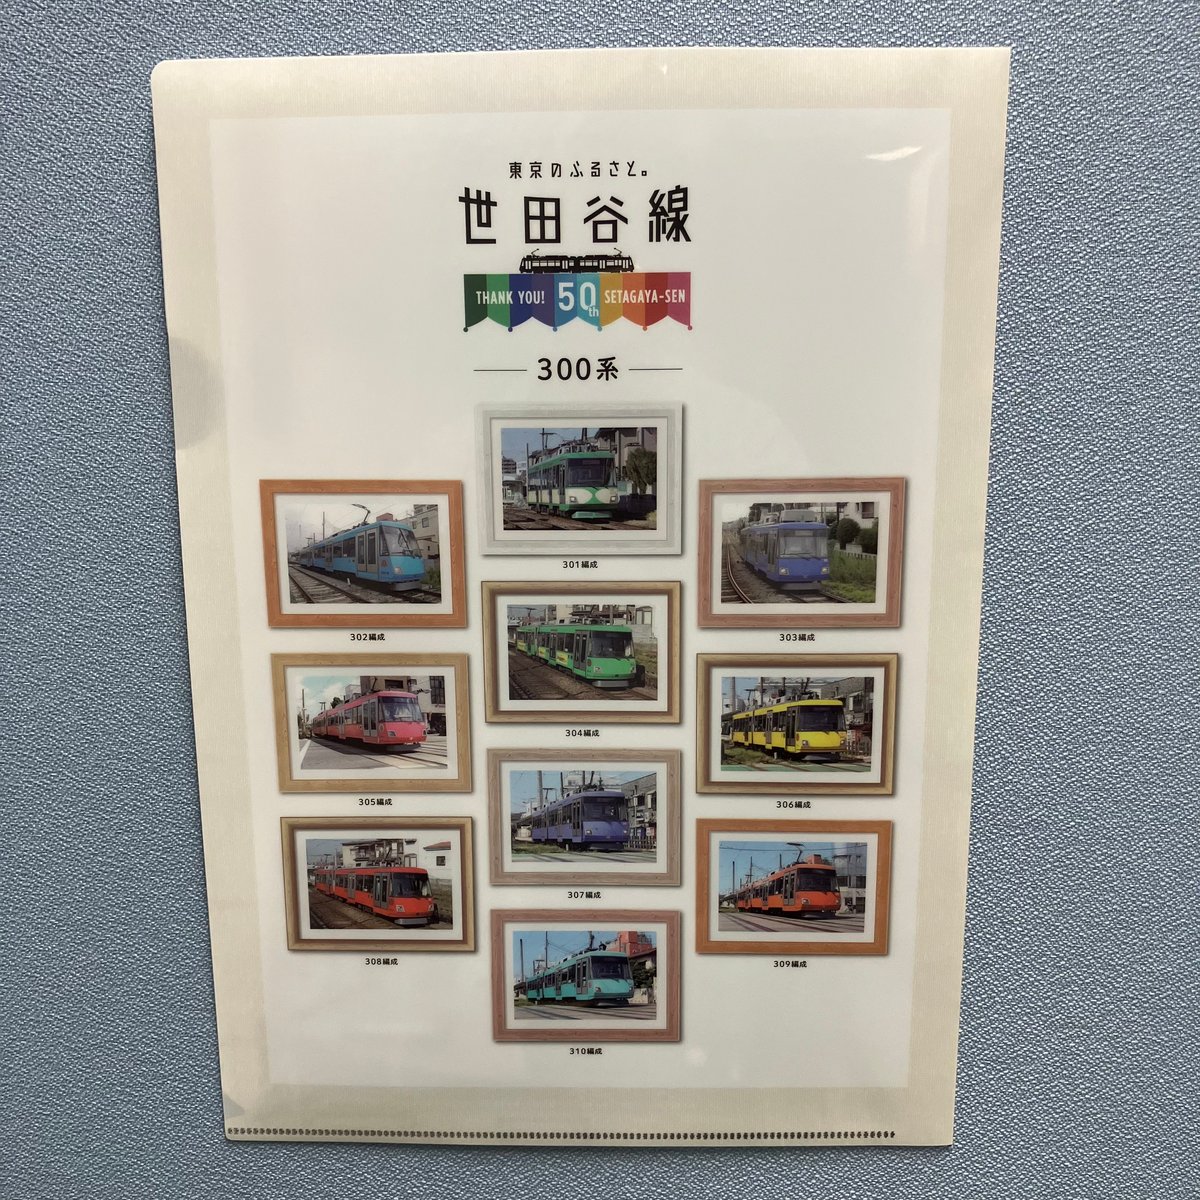 東京のふるさと。
世田谷線
THANK YOU! 50th SETAGAYA-SEN
300系
301編成
302編成
303編成
304編成
305編成
306編成
307編成
308編成
309編成
310編成